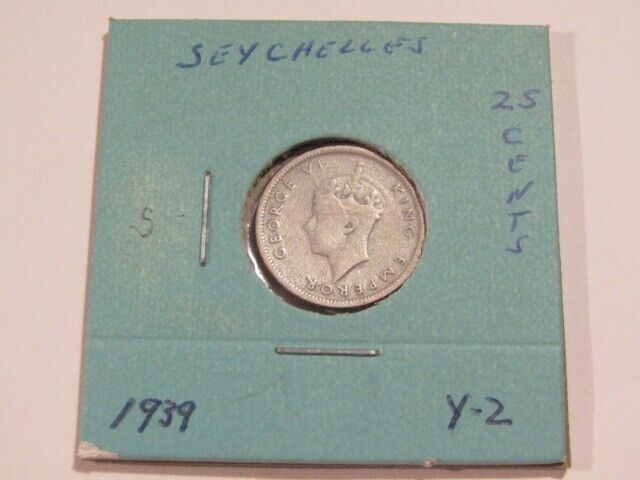 SEYCHELLES
25
CENTS
S
GEORGE VI KING EMPEROR
1939
Y-2